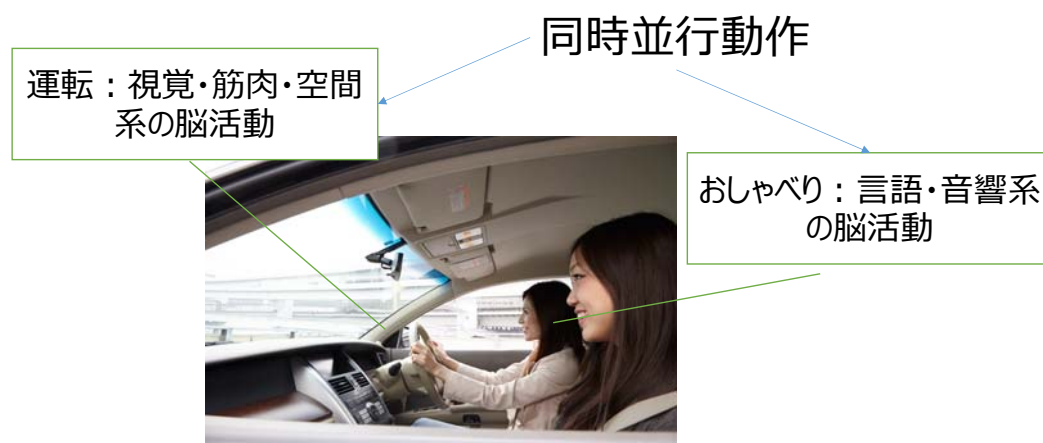 同時並行動作
運転：視覚・筋肉・空間
系の脳活動
おしゃべり：言語・音響系
の脳活動